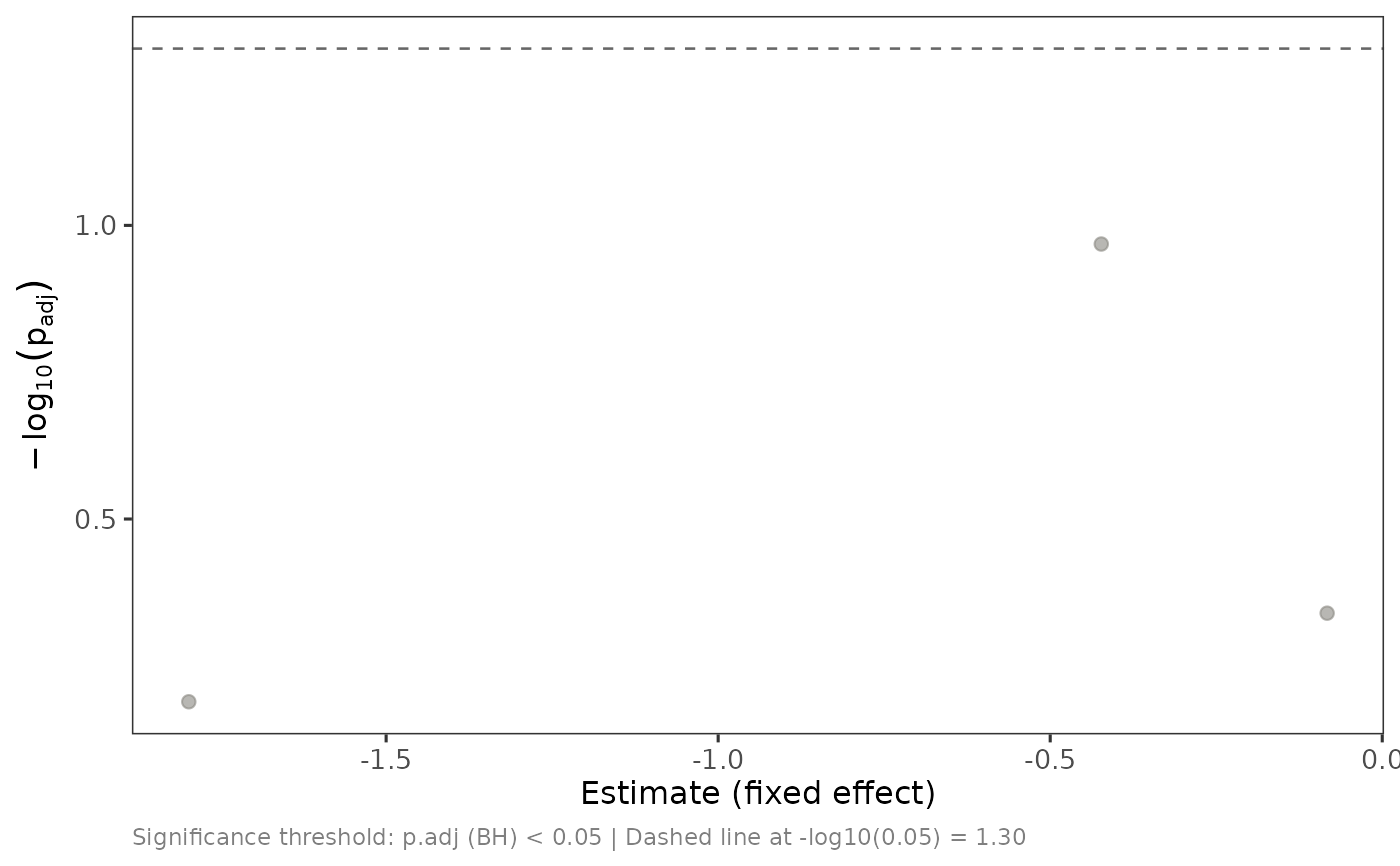 1.0
0.5
− log10(padj)
-1.5 -1.0 -0.5 0.0
Estimate (fixed effect)
Significance threshold: p.adj (BH) < 0.05 | Dashed line at -log10(0.05) = 1.30